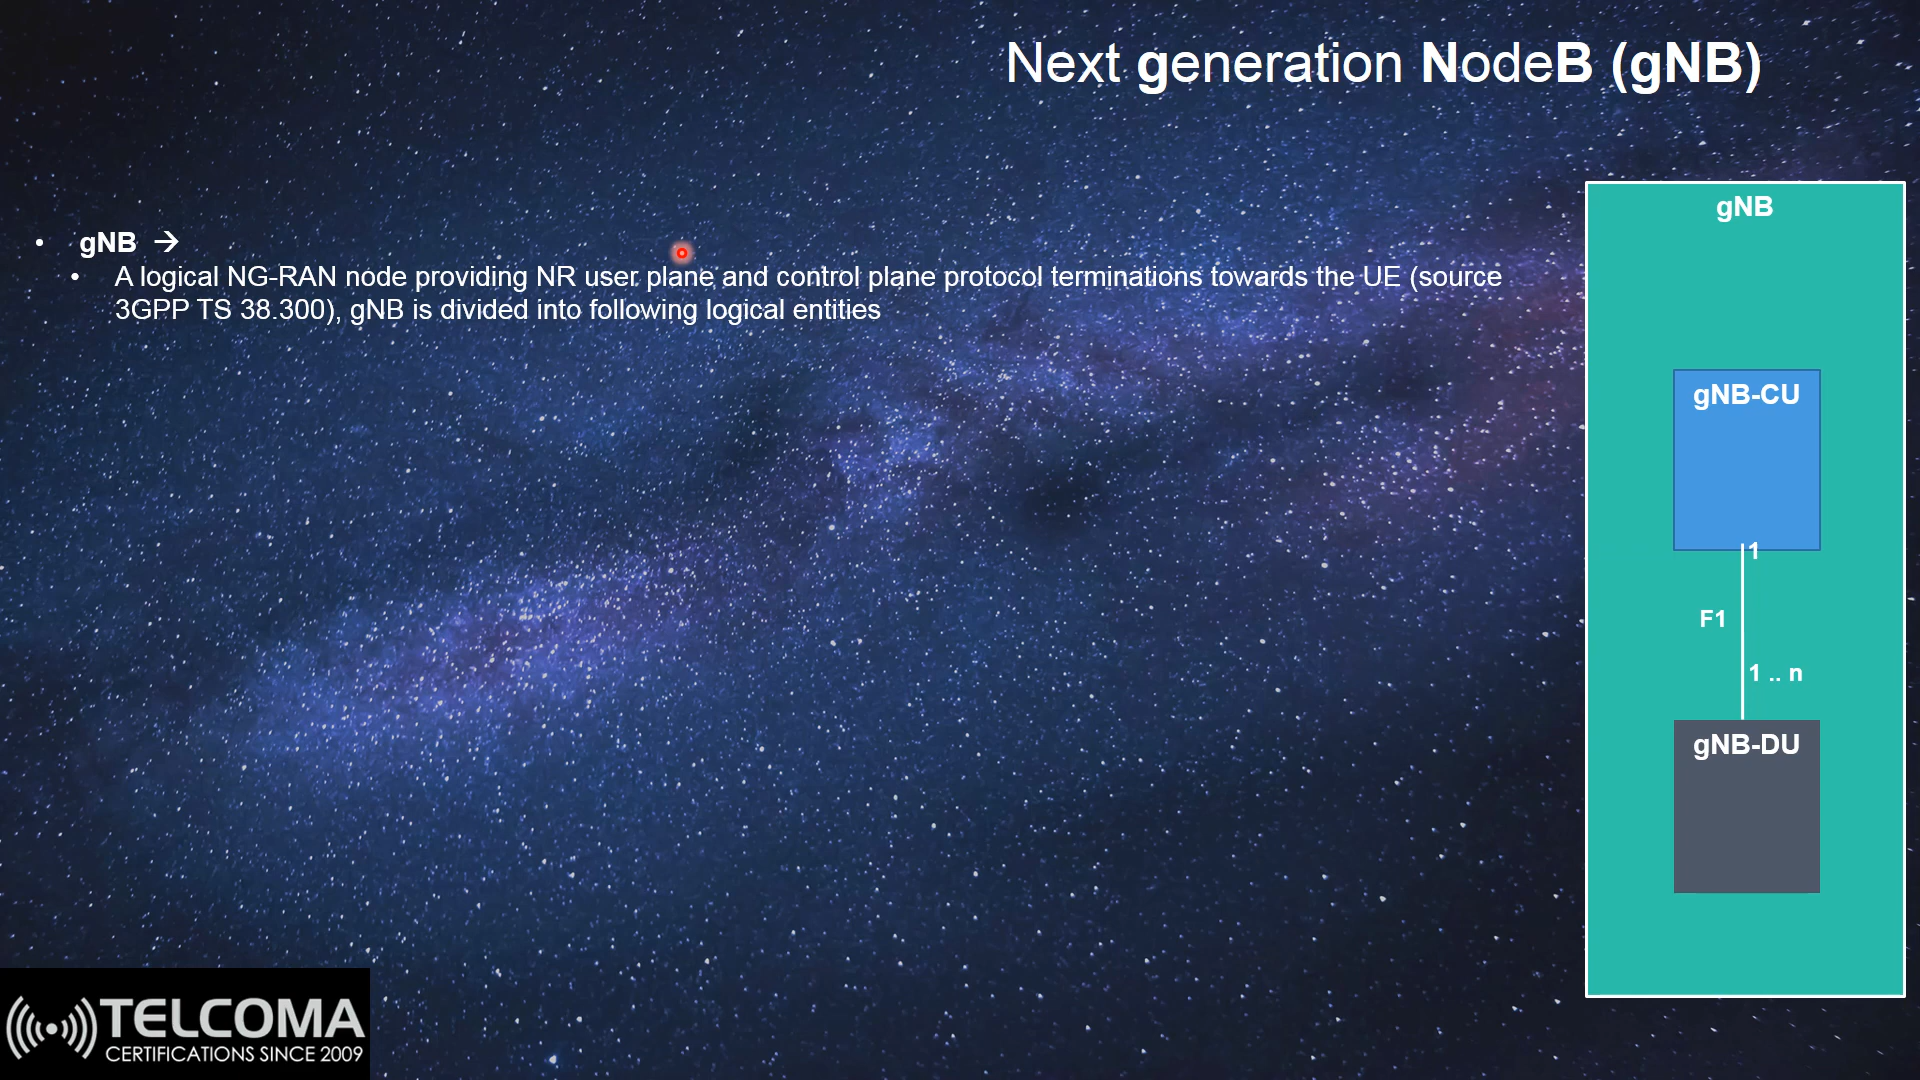 Next generation NodeB (gNB)
• gNB →
• A logical NG-RAN node providing NR user plane and control plane protocol terminations towards the UE (source
3GPP TS 38.300), gNB is divided into following logical entities
gNB
gNB-CU
1
F1
1 .. n
gNB-DU
TELCOMA
CERTIFICATIONS SINCE 2009